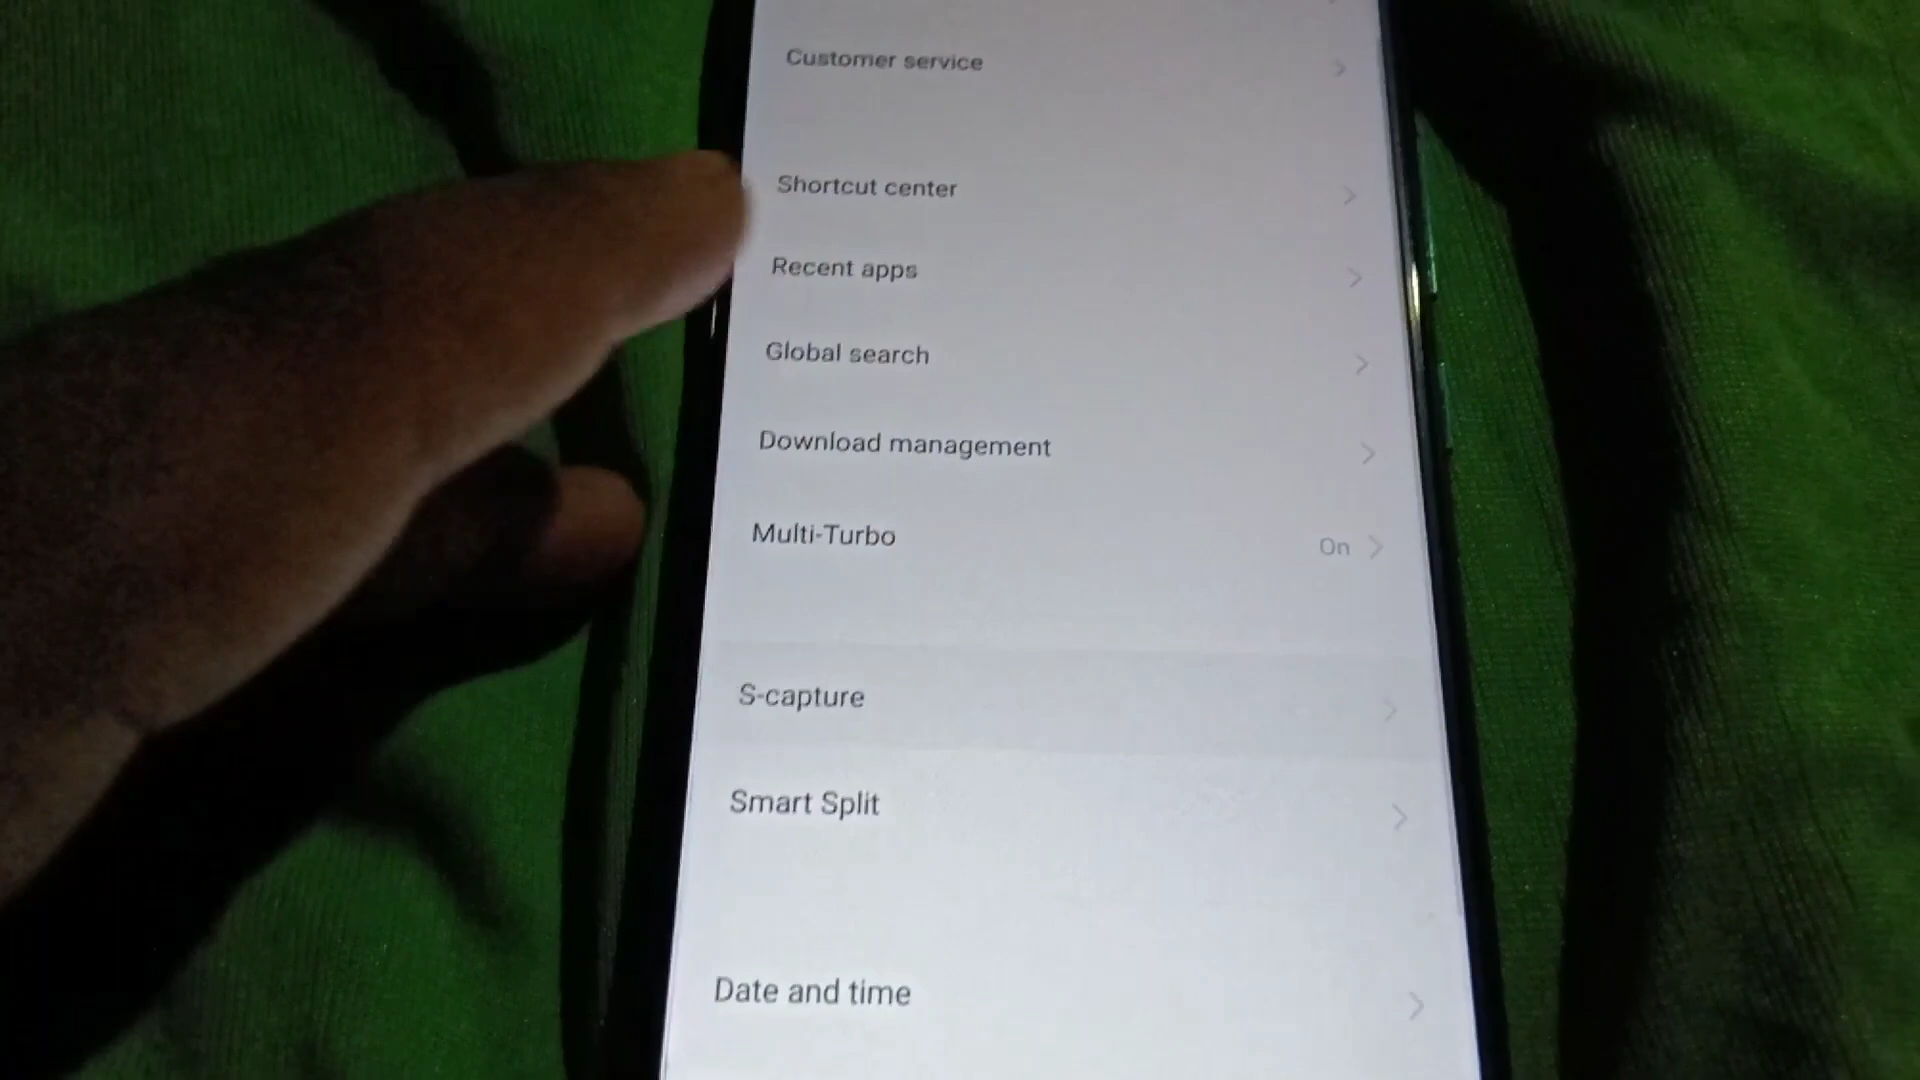 Customer service
Shortcut center
Recent apps
Global search
Download management
Multi-Turbo On
S-capture
Smart Split
Date and time